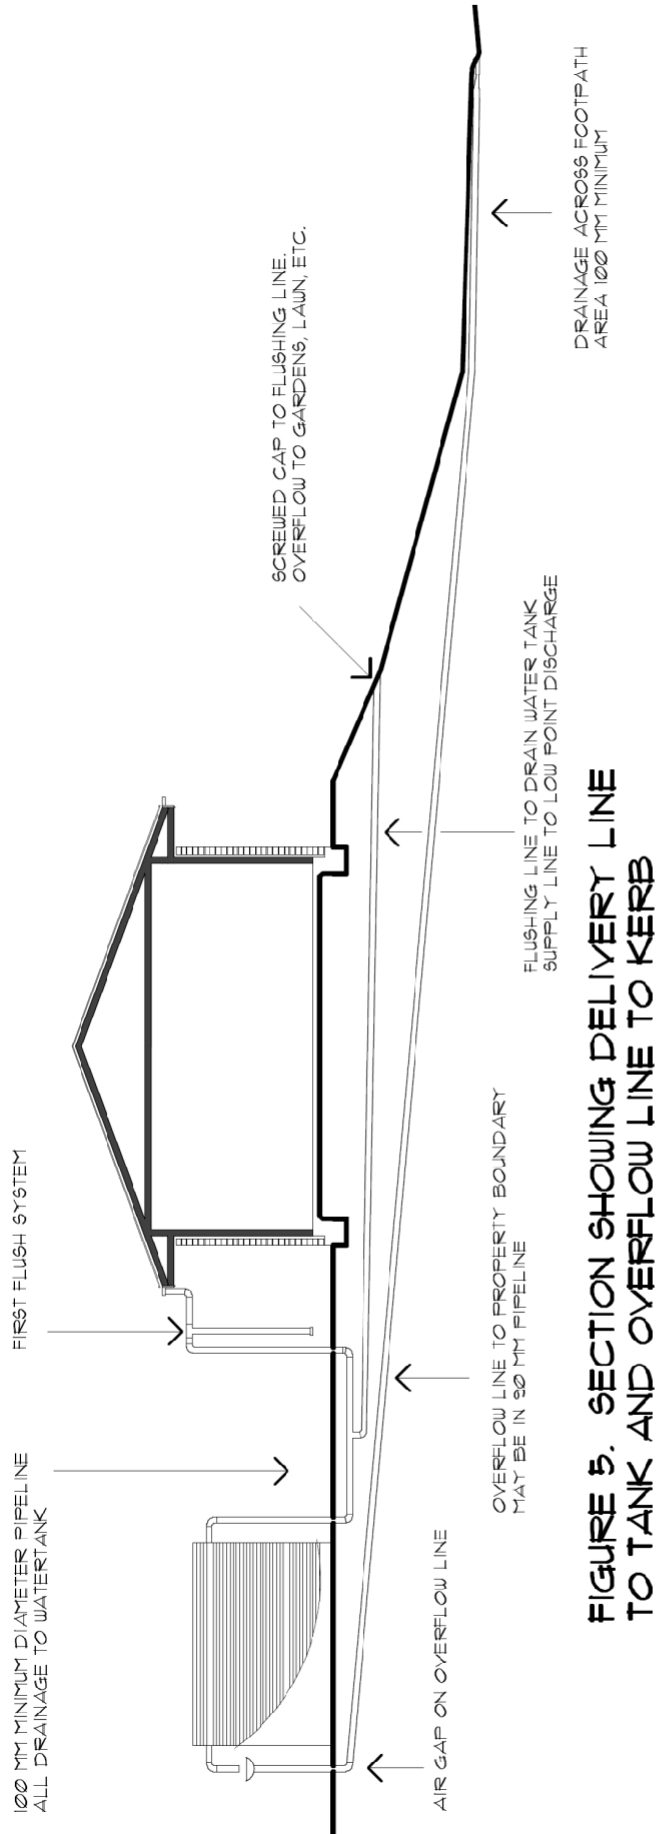 100 MM MINIMUM DIAMETER PIPELINE
ALL DRAINAGE TO WATERTANK
FIRST FLUSH SYSTEM
SCREWED CAP TO FLUSHING LINE.
OVERFLOW TO GARDENS, LAWN, ETC.
AIR GAP ON OVERFLOW LINE
OVERFLOW LINE TO PROPERTY BOUNDARY
MAY BE IN 90 MM PIPELINE
FLUSHING LINE TO DRAIN WATER TANK
SUPPLY LINE TO LOW POINT DISCHARGE
DRAINAGE ACROSS FOOTPATH
AREA 100 MM MINIMUM
FIGURE 5. SECTION SHOWING DELIVERY LINE
TO TANK AND OVERFLOW LINE TO KERB